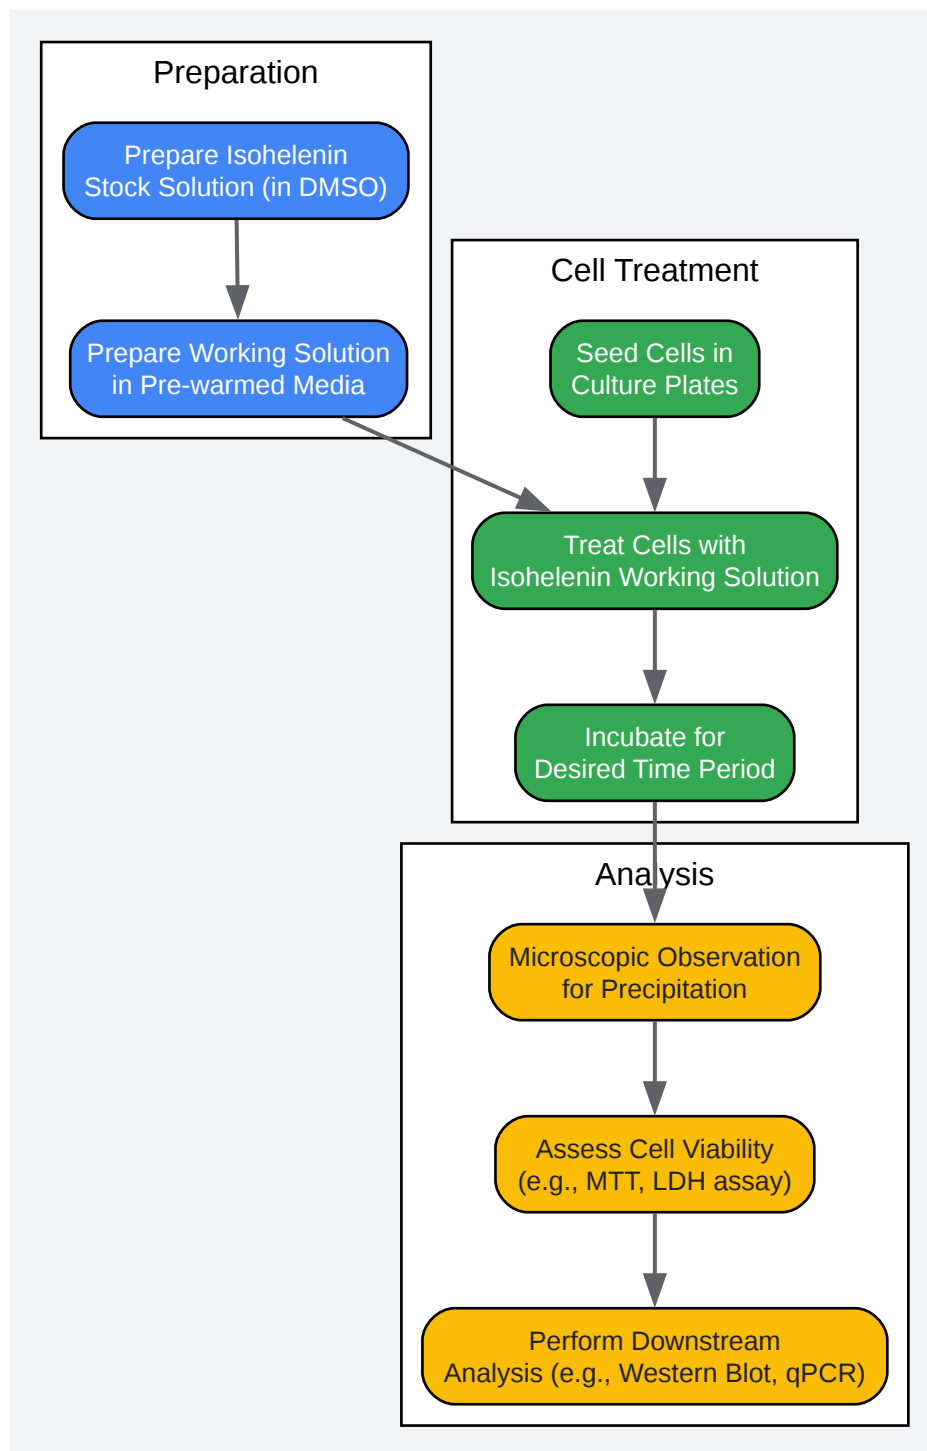 Preparation
Prepare Isohelenin
Stock Solution (in DMSO)
Prepare Working Solution
in Pre-warmed Media
Cell Treatment
Seed Cells in
Culture Plates
Treat Cells with
Isohelenin Working Solution
Incubate for
Desired Time Period
Analysis
Microscopic Observation
for Precipitation
Assess Cell Viability
(e.g., MTT, LDH assay)
Perform Downstream
Analysis (e.g., Western Blot, qPCR)